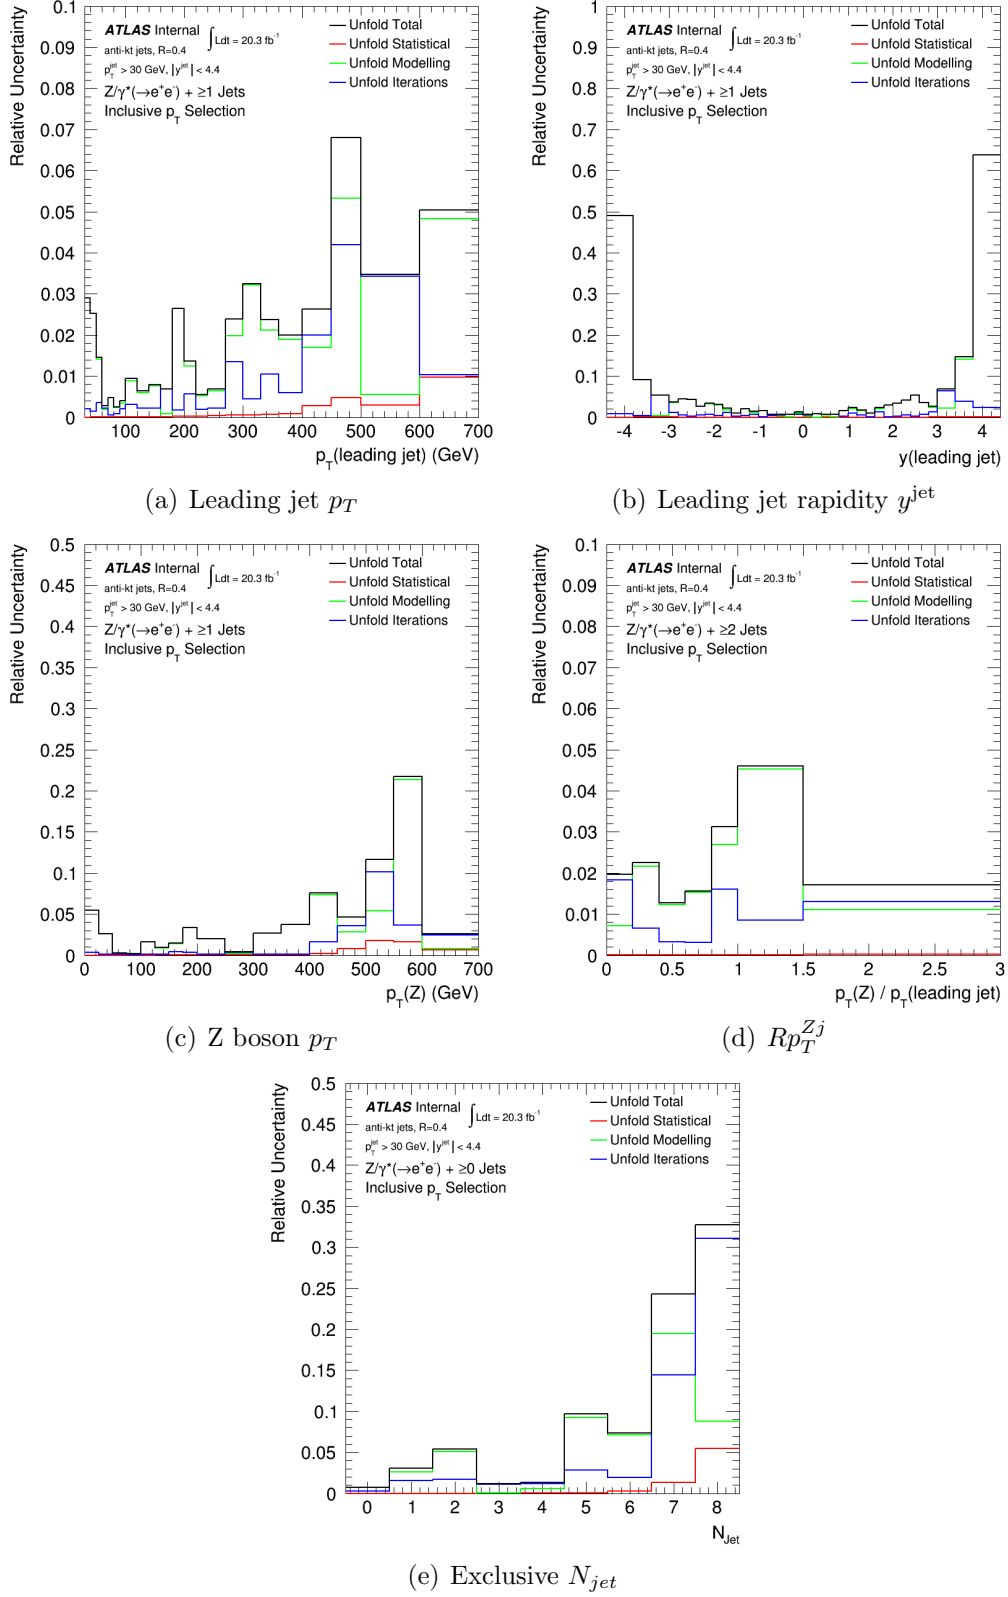 Relative Uncertainty
0.1
0.09
0.08
0.07
0.06
0.05
0.04
0.03
0.02
0.01
0
ATLAS Internal ∫Ldt = 20.3 fb⁻¹
anti-kt jets, R=0.4
p_T^jet > 30 GeV, |y^jet| < 4.4
Z/γ*(→e⁺e⁻) + ≥1 Jets
Inclusive p_T Selection
Unfold Total
Unfold Statistical
Unfold Modelling
Unfold Iterations
100 200 300 400 500 600 700
p_T(leading jet) (GeV)
(a) Leading jet p_T
Relative Uncertainty
1
0.9
0.8
0.7
0.6
0.5
0.4
0.3
0.2
0.1
0
ATLAS Internal ∫Ldt = 20.3 fb⁻¹
anti-kt jets, R=0.4
p_T^jet > 30 GeV, |y^jet| < 4.4
Z/γ*(→e⁺e⁻) + ≥1 Jets
Inclusive p_T Selection
Unfold Total
Unfold Statistical
Unfold Modelling
Unfold Iterations
-4 -3 -2 -1 0 1 2 3 4
y(leading jet)
(b) Leading jet rapidity y^jet
Relative Uncertainty
0.5
0.45
0.4
0.35
0.3
0.25
0.2
0.15
0.1
0.05
0
ATLAS Internal ∫Ldt = 20.3 fb⁻¹
anti-kt jets, R=0.4
p_T^jet > 30 GeV, |y^jet| < 4.4
Z/γ*(→e⁺e⁻) + ≥1 Jets
Inclusive p_T Selection
Unfold Total
Unfold Statistical
Unfold Modelling
Unfold Iterations
0 100 200 300 400 500 600 700
p_T(Z) (GeV)
(c) Z boson p_T
Relative Uncertainty
0.1
0.09
0.08
0.07
0.06
0.05
0.04
0.03
0.02
0.01
0
ATLAS Internal ∫Ldt = 20.3 fb⁻¹
anti-kt jets, R=0.4
p_T^jet > 30 GeV, |y^jet| < 4.4
Z/γ*(→e⁺e⁻) + ≥2 Jets
Inclusive p_T Selection
Unfold Total
Unfold Statistical
Unfold Modelling
Unfold Iterations
0 0.5 1 1.5 2 2.5 3
p_T(Z) / p_T(leading jet)
(d) Rp_T^Zj
Relative Uncertainty
0.5
0.45
0.4
0.35
0.3
0.25
0.2
0.15
0.1
0.05
0
ATLAS Internal ∫Ldt = 20.3 fb⁻¹
anti-kt jets, R=0.4
p_T^jet > 30 GeV, |y^jet| < 4.4
Z/γ*(→e⁺e⁻) + ≥0 Jets
Inclusive p_T Selection
Unfold Total
Unfold Statistical
Unfold Modelling
Unfold Iterations
0 1 2 3 4 5 6 7 8
N_Jet
(e) Exclusive N_jet